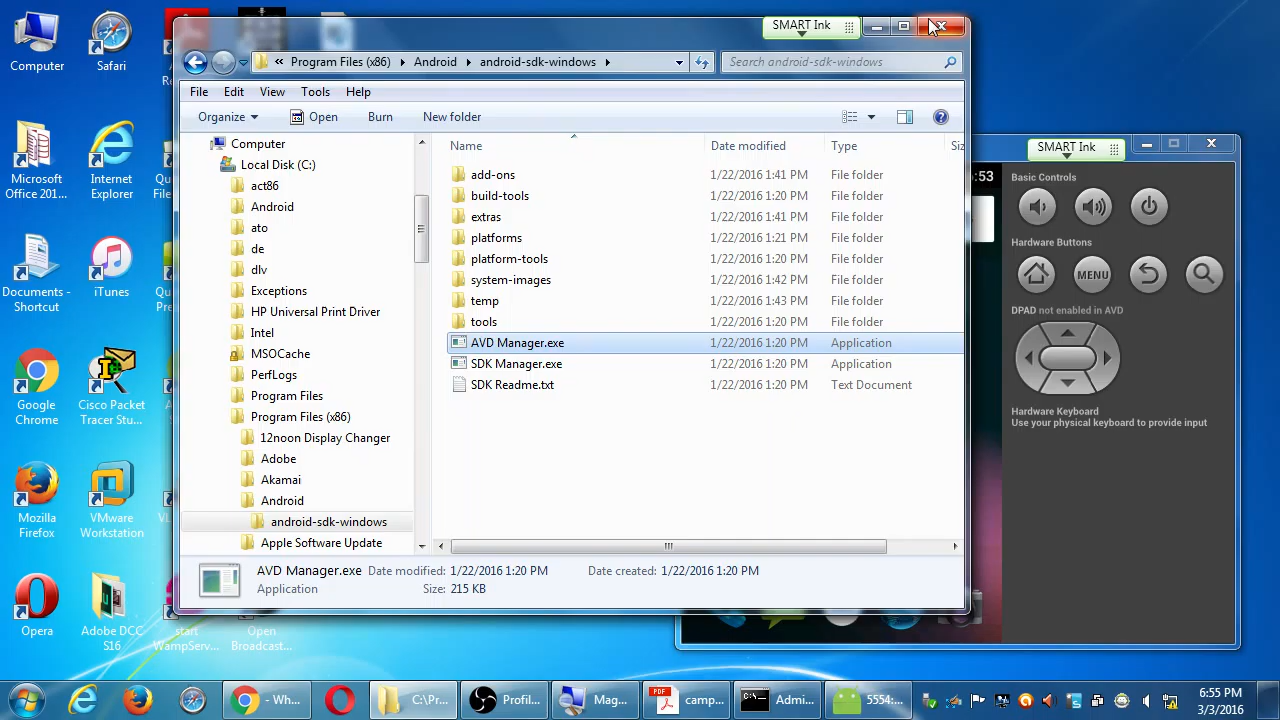 SMART Ink
Program Files (x86) Android android-sdk-windows
Search android-sdk-windows
File Edit View Tools Help
Organize Open Burn New folder
Computer
Local Disk (C:)
act86
Android
ato
de
dlv
Exceptions
HP Universal Print Driver
Intel
MSOCache
PerfLogs
Program Files
Program Files (x86)
12noon Display Changer
Adobe
Akamai
Android
android-sdk-windows
Apple Software Update
Name Date modified Type
add-ons 1/22/2016 1:41 PM File folder
build-tools 1/22/2016 1:20 PM File folder
extras 1/22/2016 1:41 PM File folder
platforms 1/22/2016 1:21 PM File folder
platform-tools 1/22/2016 1:20 PM File folder
system-images 1/22/2016 1:42 PM File folder
temp 1/22/2016 1:43 PM File folder
tools 1/22/2016 1:20 PM File folder
AVD Manager.exe 1/22/2016 1:20 PM Application
SDK Manager.exe 1/22/2016 1:20 PM Application
SDK Readme.txt 1/22/2016 1:20 PM Text Document
AVD Manager.exe Date modified: 1/22/2016 1:20 PM Date created: 1/22/2016 1:20 PM
Application Size: 215 KB
SMART Ink
:53
Basic Controls
Hardware Buttons
MENU
DPAD not enabled in AVD
Hardware Keyboard
Use your physical keyboard to provide input
Computer
Safari
Microsoft
Office 201...
Internet
Explorer
Documents -
Shortcut
iTunes
Google
Chrome
Cisco Packet
Tracer Stu...
Mozilla
Firefox
VMware
Workstation
Opera
Adobe DCC
S16
start
WampServ...
Open
Broadcast...
- Wh...
C:\Pr...
Profil...
Mag...
PDF
camp...
Admi...
5554:...
6:55 PM
3/3/2016